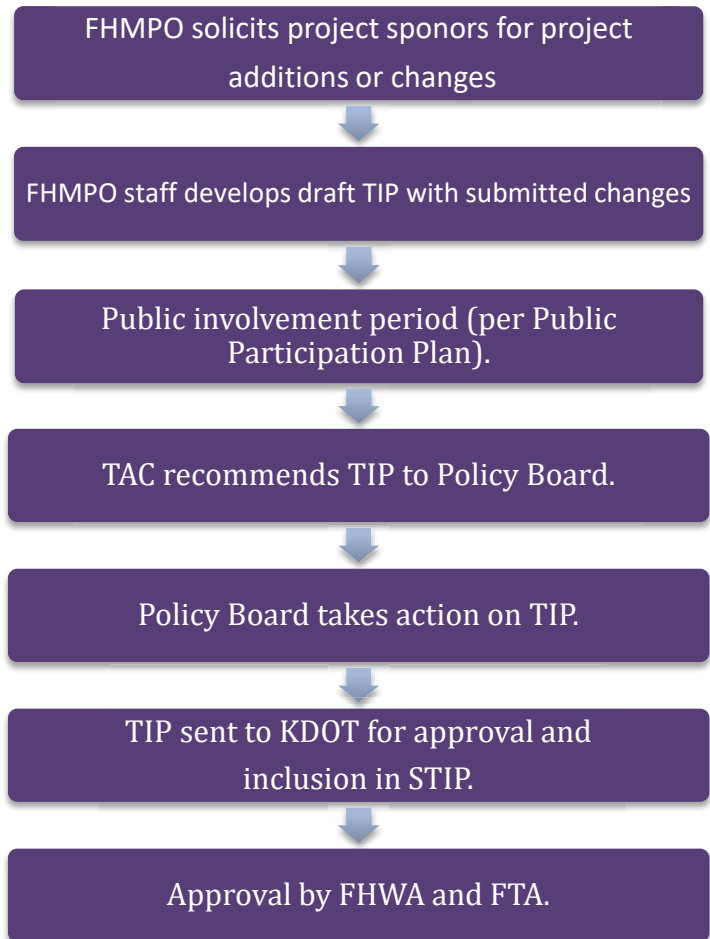 FHMPO solicits project sponors for project
additions or changes
FHMPO staff develops draft TIP with submitted changes
Public involvement period (per Public
Participation Plan).
TAC recommends TIP to Policy Board.
Policy Board takes action on TIP.
TIP sent to KDOT for approval and
inclusion in STIP.
Approval by FHWA and FTA.